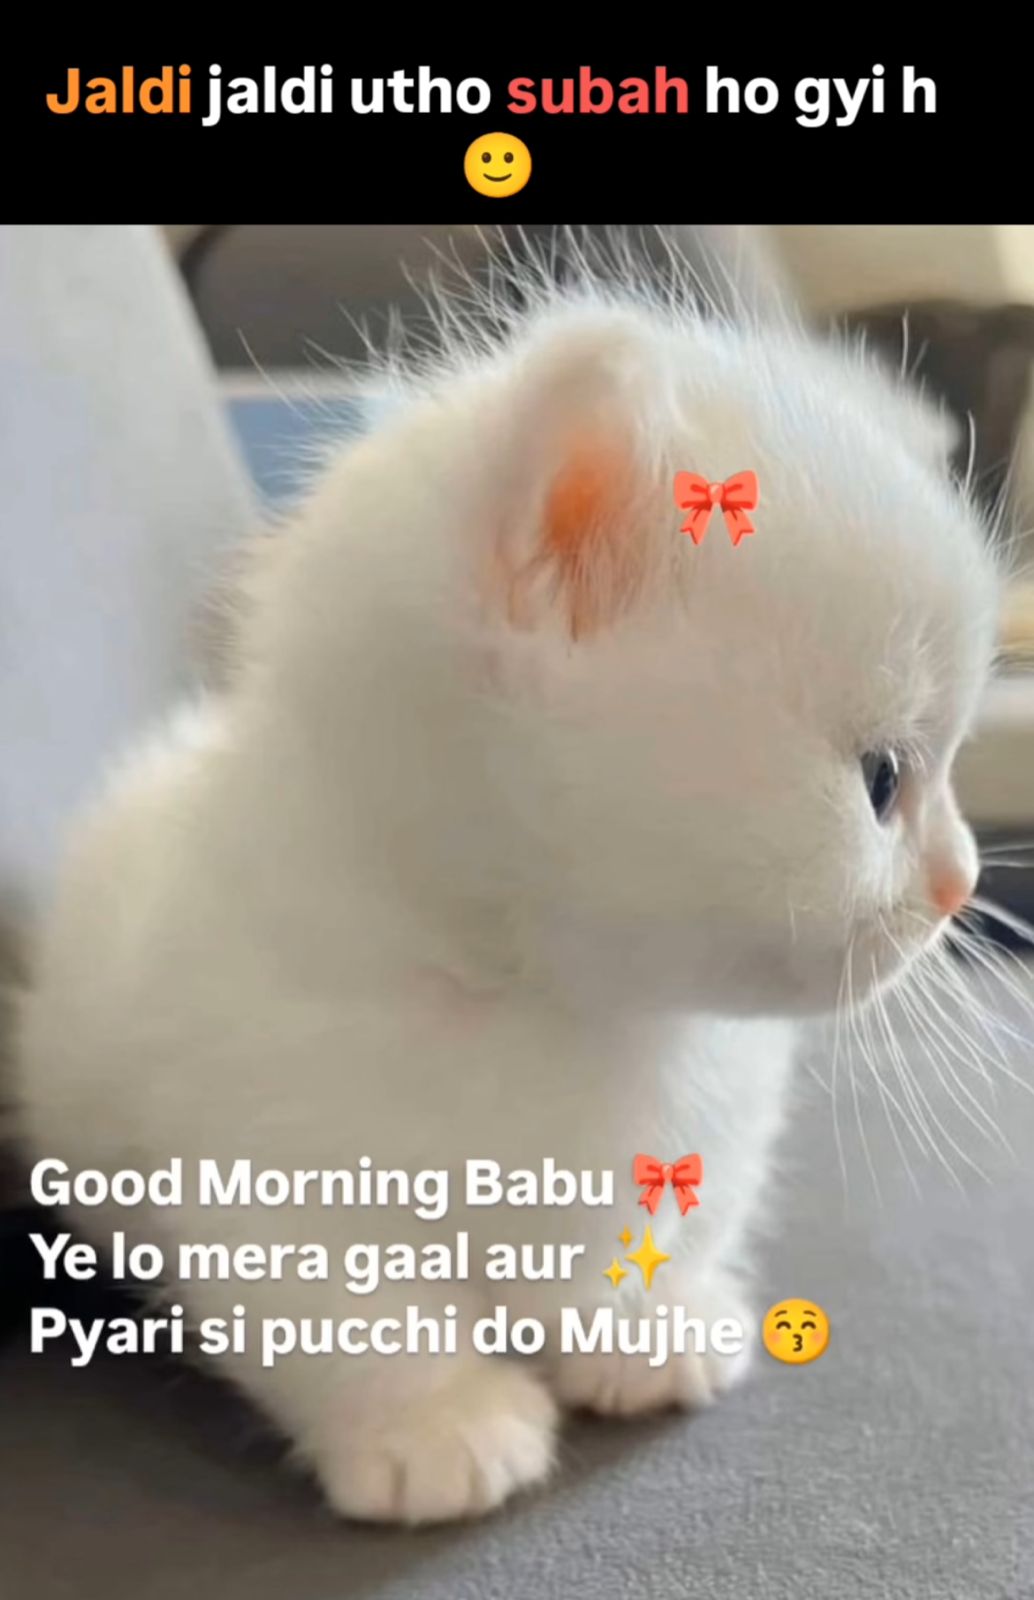 Jaldi jaldi utho subah ho gyi h
🙂
Good Morning Babu 🎀
Ye lo mera gaal aur ✨
Pyari si pucchi do Mujhe 😚